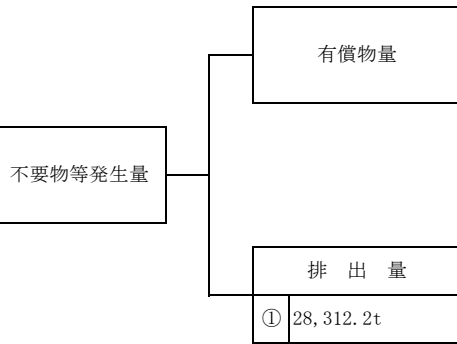 有償物量
不要物等発生量
排 出 量
① 28,312.2t